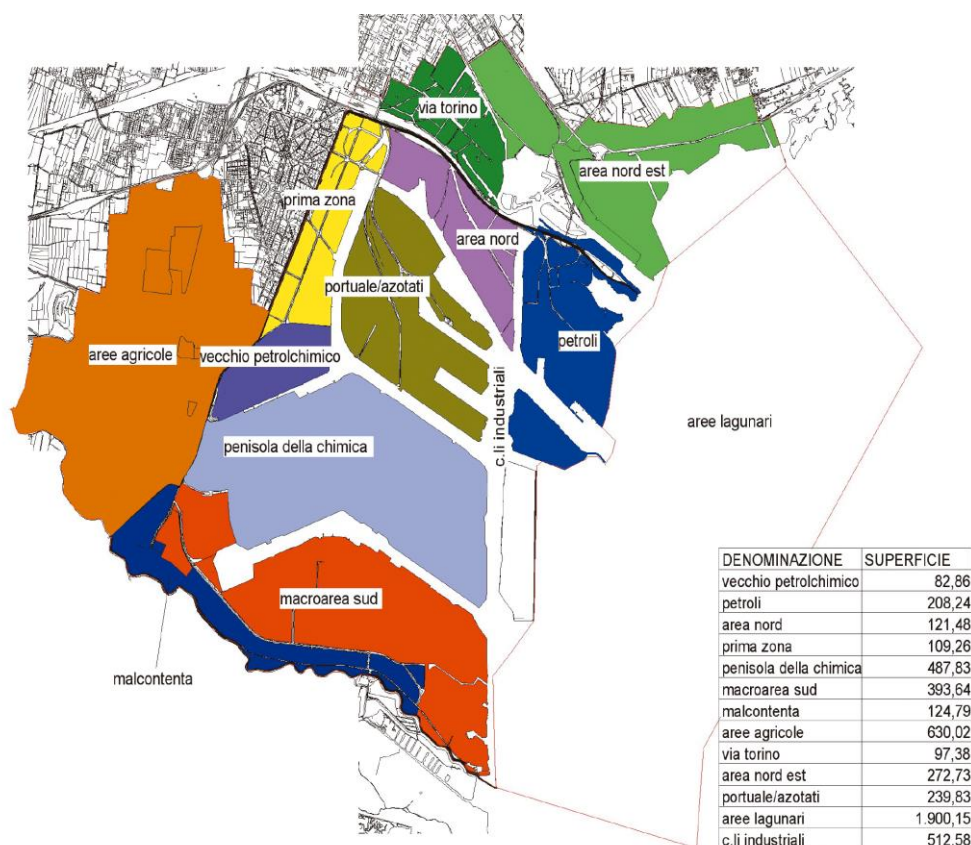 via torino
area nord est
prima zona
area nord
portuale/azotati
petroli
aree agricole
vecchio petrolchimico
c.li industriali
aree lagunari
penisola della chimica
macroarea sud
malcontenta
DENOMINAZIONE SUPERFICIE
vecchio petrolchimico 82,86
petroli 208,24
area nord 121,48
prima zona 109,26
penisola della chimica 487,83
macroarea sud 393,64
malcontenta 124,79
aree agricole 630,02
via torino 97,38
area nord est 272,73
portuale/azotati 239,83
aree lagunari 1.900,15
c.li industriali 512,58